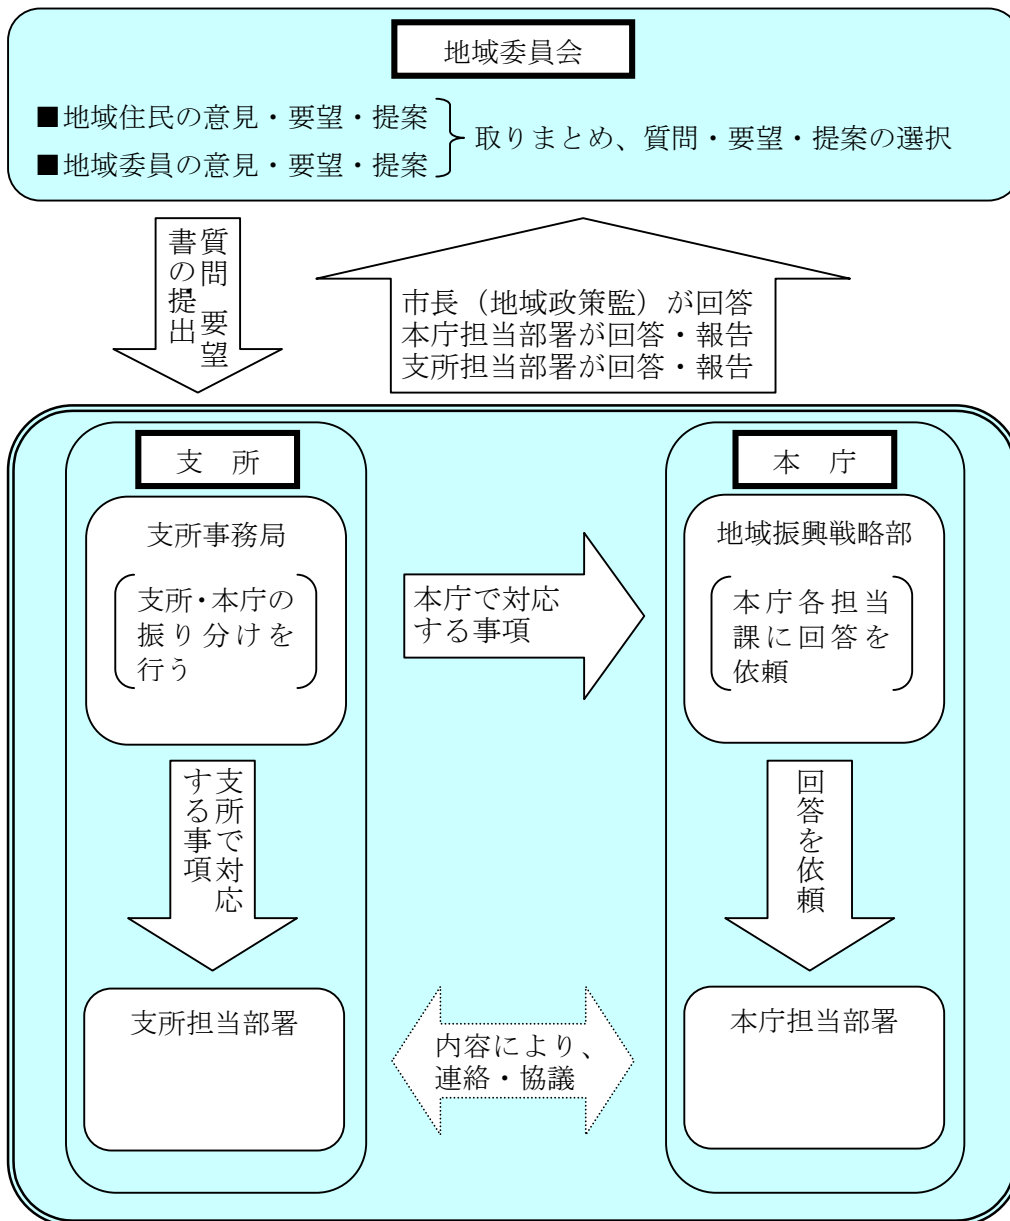 地域委員会
■地域住民の意見・要望・提案
■地域委員の意見・要望・提案
取りまとめ、質問・要望・提案の選択
質問・要望
書の提出
市長（地域政策監）が回答
本庁担当部署が回答・報告
支所担当部署が回答・報告
支　所
支所事務局
支所・本庁の
振り分けを
行う
本庁で対応
する事項
本　庁
地域振興戦略部
本庁各担当
課に回答を
依頼
支所で対応
する事項
回答を依頼
支所担当部署
内容により、
連絡・協議
本庁担当部署